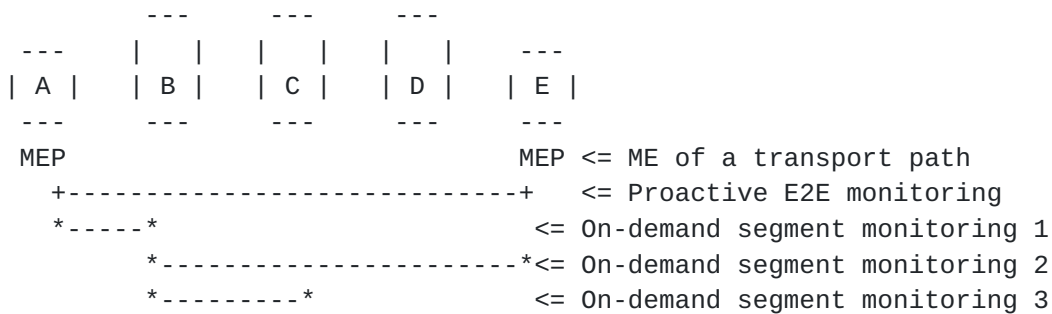 ---     ---     ---
 ---    |   |   |   |   |   |    ---
| A |   | B |   | C |   | D |   | E |
 ---     ---     ---     ---     ---
 MEP                             MEP <= ME of a transport path
   +-----------------------------+   <= Proactive E2E monitoring
   *------*                        <= On-demand segment monitoring 1
         *-----------------------*<= On-demand segment monitoring 2
         *---------*              <= On-demand segment monitoring 3